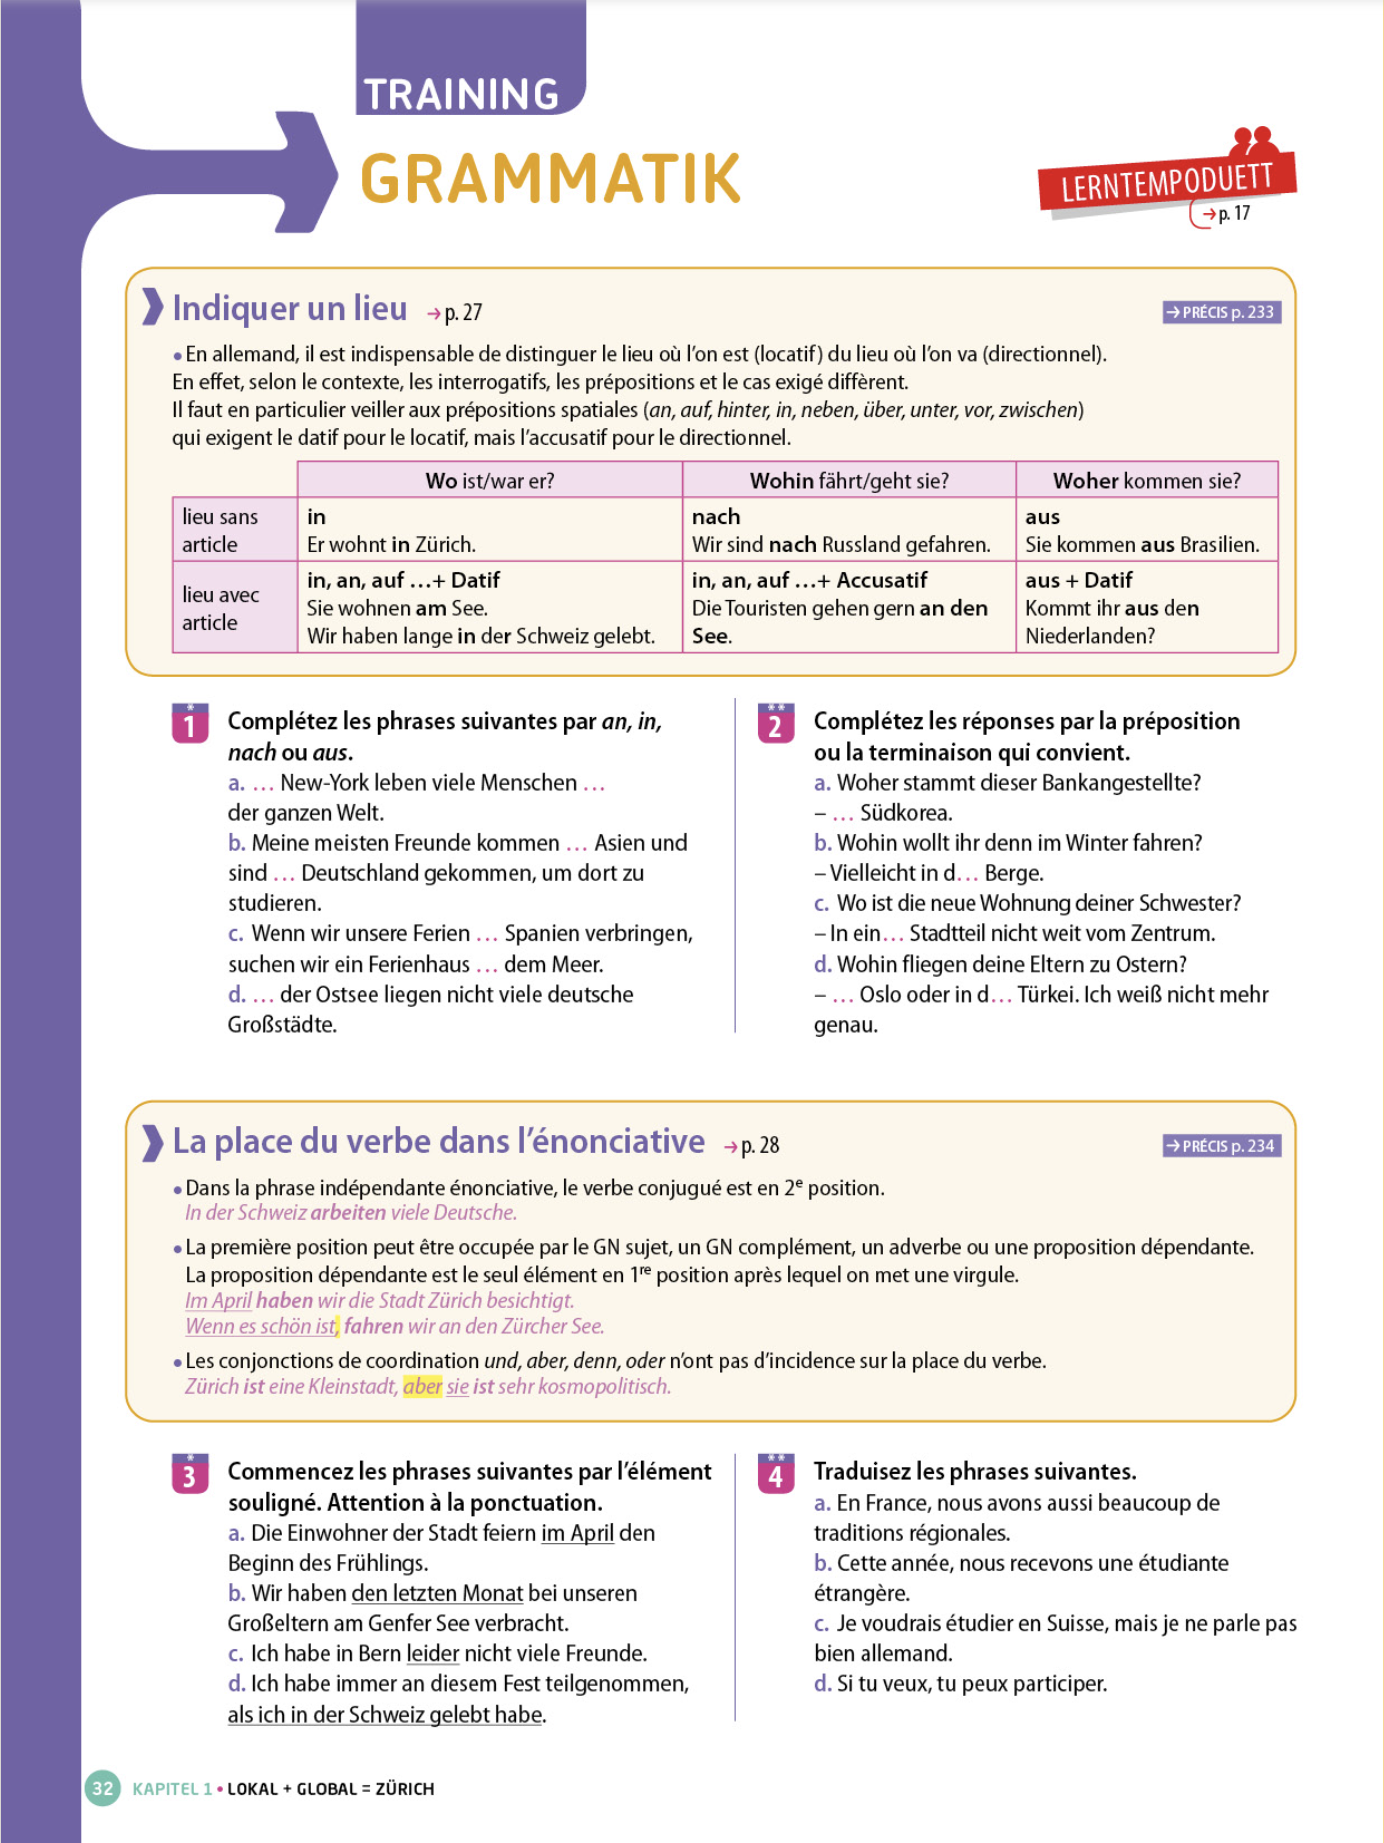 TRAINING
GRAMMATIK
LERNTEMPODUETT
→ p. 17
Indiquer un lieu → p. 27
→ PRÉCIS p. 233
• En allemand, il est indispensable de distinguer le lieu où l'on est (locatif) du lieu où l'on va (directionnel).
En effet, selon le contexte, les interrogatifs, les prépositions et le cas exigé diffèrent.
Il faut en particulier veiller aux prépositions spatiales (an, auf, hinter, in, neben, über, unter, vor, zwischen)
qui exigent le datif pour le locatif, mais l'accusatif pour le directionnel.
Wo ist/war er? Wohin fährt/geht sie? Woher kommen sie?
lieu sans article
in
Er wohnt in Zürich.
nach
Wir sind nach Russland gefahren.
aus
Sie kommen aus Brasilien.
lieu avec article
in, an, auf …+ Datif
Sie wohnen am See.
Wir haben lange in der Schweiz gelebt.
in, an, auf …+ Accusatif
Die Touristen gehen gern an den
See.
aus + Datif
Kommt ihr aus den
Niederlanden?
* 1 Complétez les phrases suivantes par an, in,
nach ou aus.
a. … New-York leben viele Menschen …
der ganzen Welt.
b. Meine meisten Freunde kommen … Asien und
sind … Deutschland gekommen, um dort zu
studieren.
c. Wenn wir unsere Ferien … Spanien verbringen,
suchen wir ein Ferienhaus … dem Meer.
d. … der Ostsee liegen nicht viele deutsche
Großstädte.
** 2 Complétez les réponses par la préposition
ou la terminaison qui convient.
a. Woher stammt dieser Bankangestellte?
– … Südkorea.
b. Wohin wollt ihr denn im Winter fahren?
– Vielleicht in d… Berge.
c. Wo ist die neue Wohnung deiner Schwester?
– In ein… Stadtteil nicht weit vom Zentrum.
d. Wohin fliegen deine Eltern zu Ostern?
– … Oslo oder in d… Türkei. Ich weiß nicht mehr
genau.
La place du verbe dans l'énonciative → p. 28
→ PRÉCIS p. 234
• Dans la phrase indépendante énonciative, le verbe conjugué est en 2e position.
In der Schweiz arbeiten viele Deutsche.
• La première position peut être occupée par le GN sujet, un GN complément, un adverbe ou une proposition dépendante.
La proposition dépendante est le seul élément en 1re position après lequel on met une virgule.
Im April haben wir die Stadt Zürich besichtigt.
Wenn es schön ist, fahren wir an den Zürcher See.
• Les conjonctions de coordination und, aber, denn, oder n'ont pas d'incidence sur la place du verbe.
Zürich ist eine Kleinstadt, aber sie ist sehr kosmopolitisch.
* 3 Commencez les phrases suivantes par l'élément
souligné. Attention à la ponctuation.
a. Die Einwohner der Stadt feiern im April den
Beginn des Frühlings.
b. Wir haben den letzten Monat bei unseren
Großeltern am Genfer See verbracht.
c. Ich habe in Bern leider nicht viele Freunde.
d. Ich habe immer an diesem Fest teilgenommen,
als ich in der Schweiz gelebt habe.
** 4 Traduisez les phrases suivantes.
a. En France, nous avons aussi beaucoup de
traditions régionales.
b. Cette année, nous recevons une étudiante
étrangère.
c. Je voudrais étudier en Suisse, mais je ne parle pas
bien allemand.
d. Si tu veux, tu peux participer.
32 KAPITEL 1 • LOKAL + GLOBAL = ZÜRICH